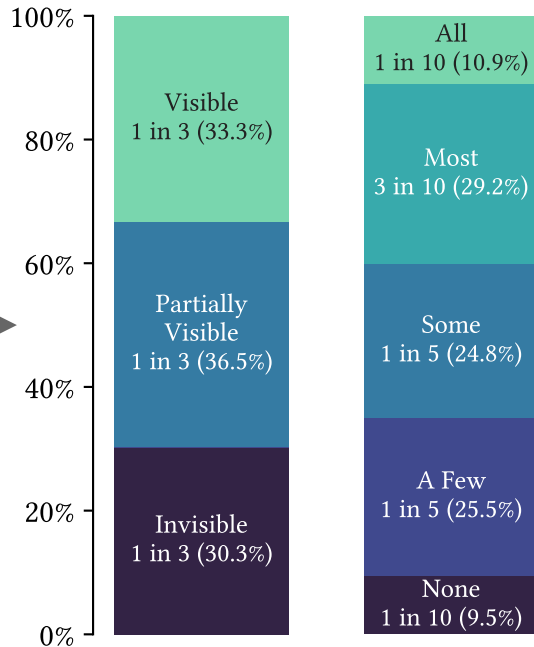 100%
80%
60%
40%
20%
0%
Visible
1 in 3 (33.3%)
Partially
Visible
1 in 3 (36.5%)
Invisible
1 in 3 (30.3%)
All
1 in 10 (10.9%)
Most
3 in 10 (29.2%)
Some
1 in 5 (24.8%)
A Few
1 in 5 (25.5%)
None
1 in 10 (9.5%)